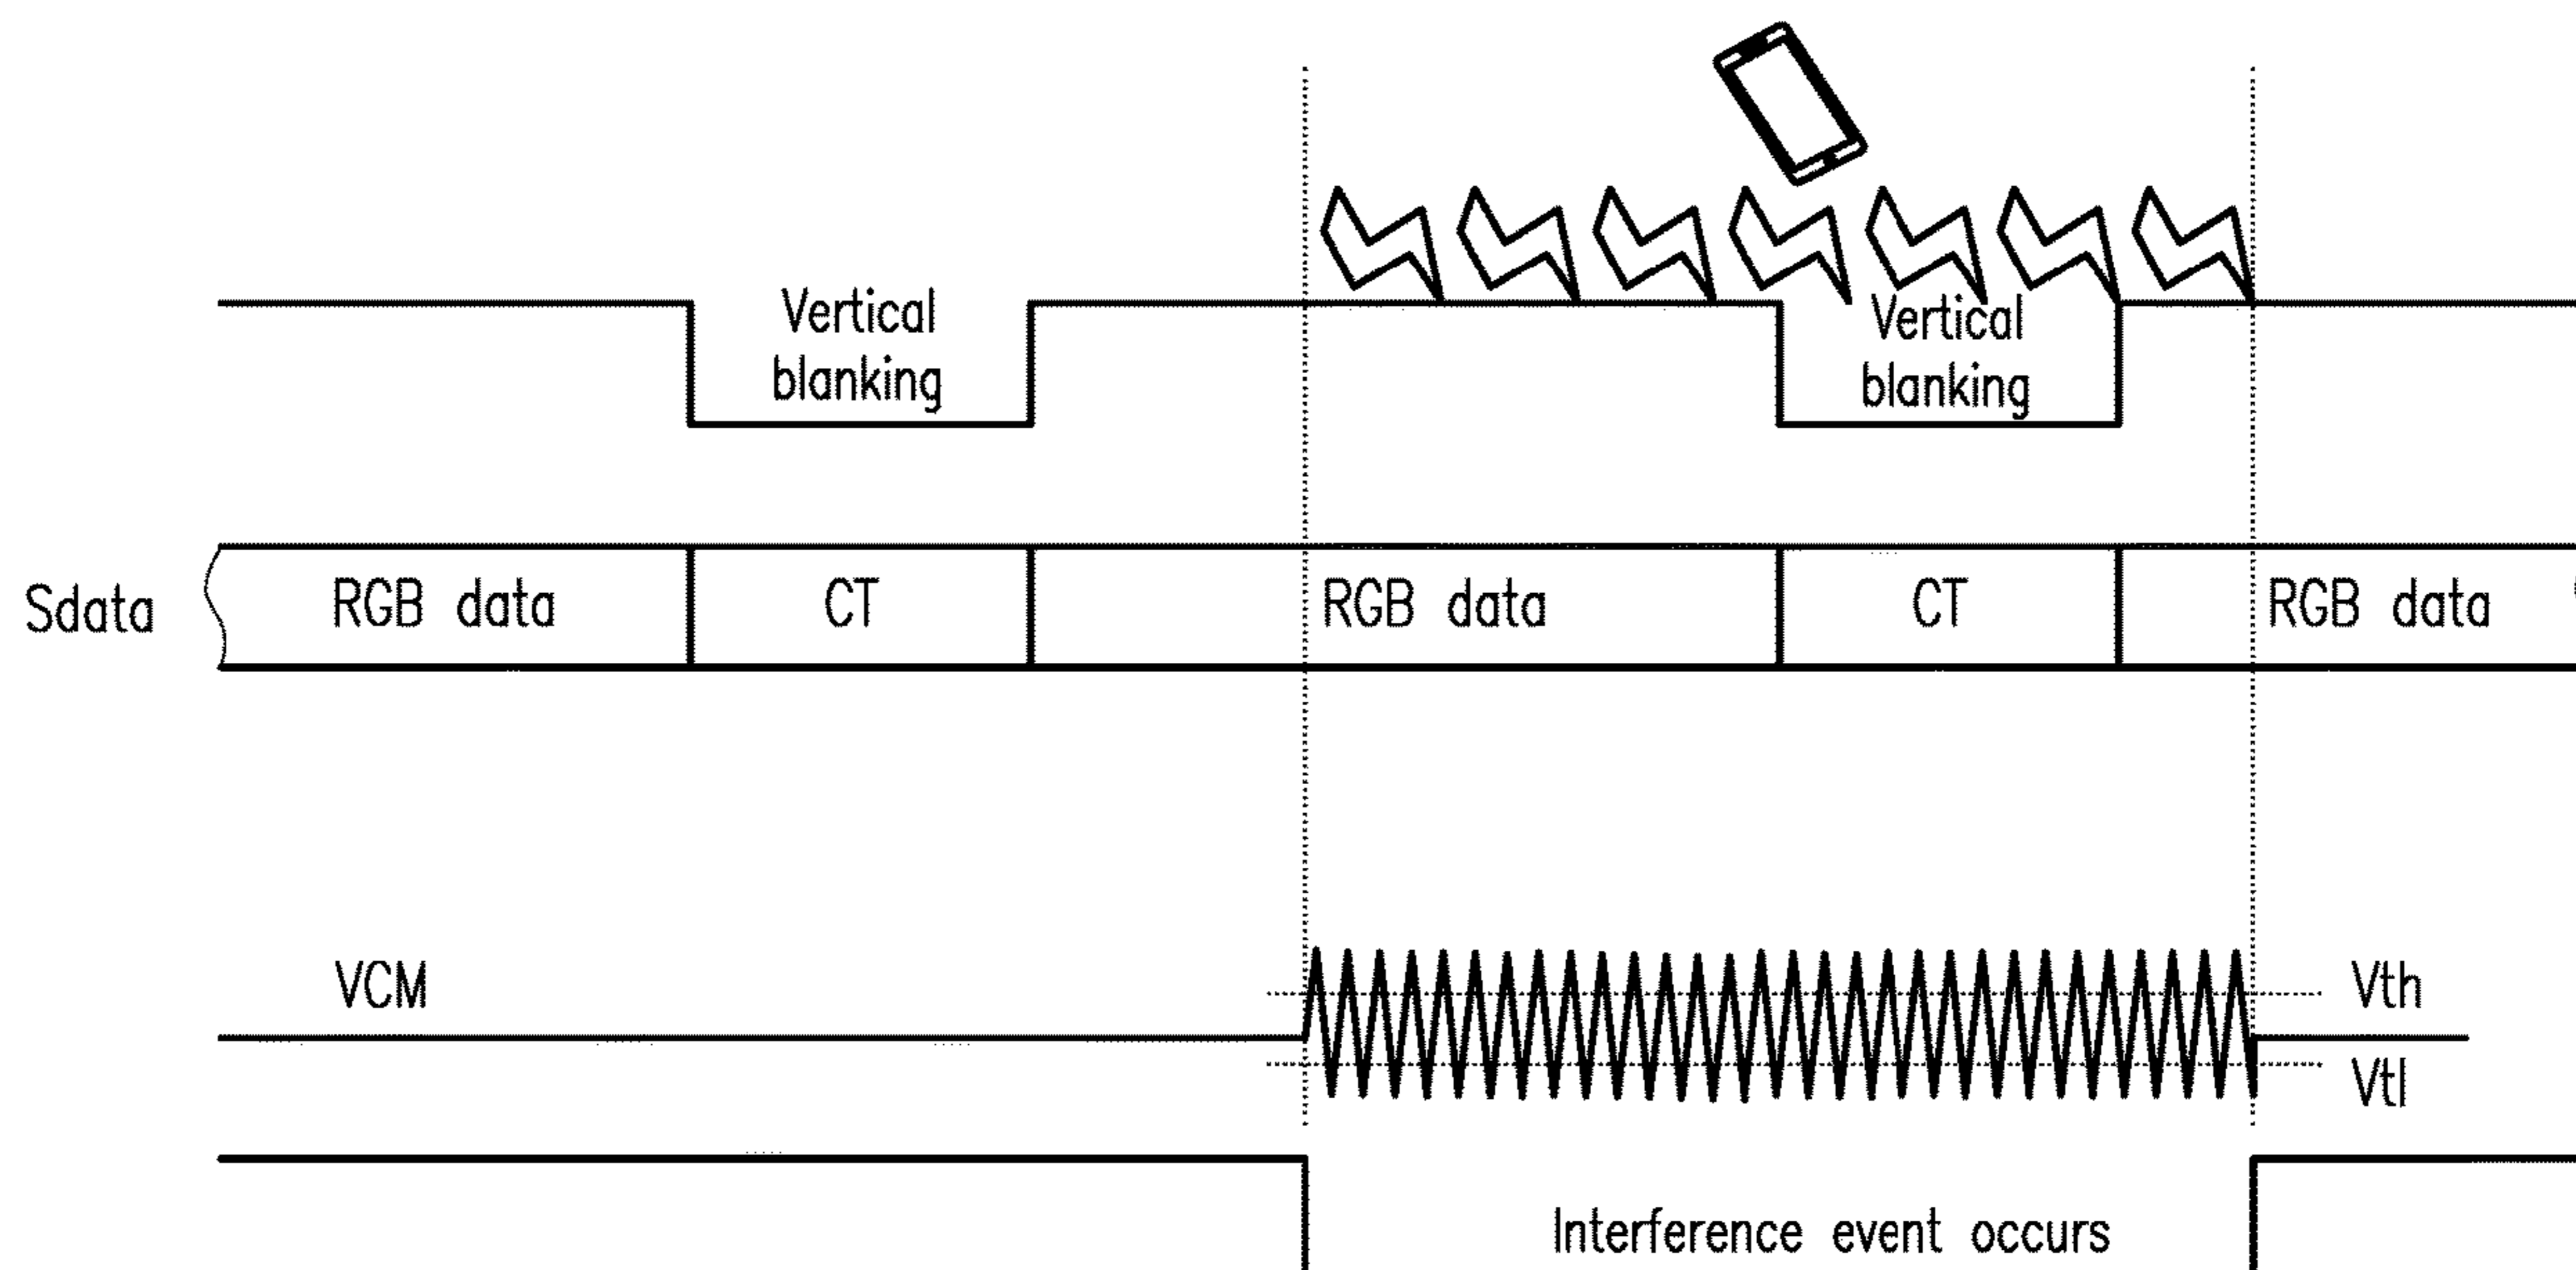 Vertical
blanking
Vertical
blanking
Sdata RGB data CT RGB data CT RGB data
VCM
Vth
Vtl
Interference event occurs